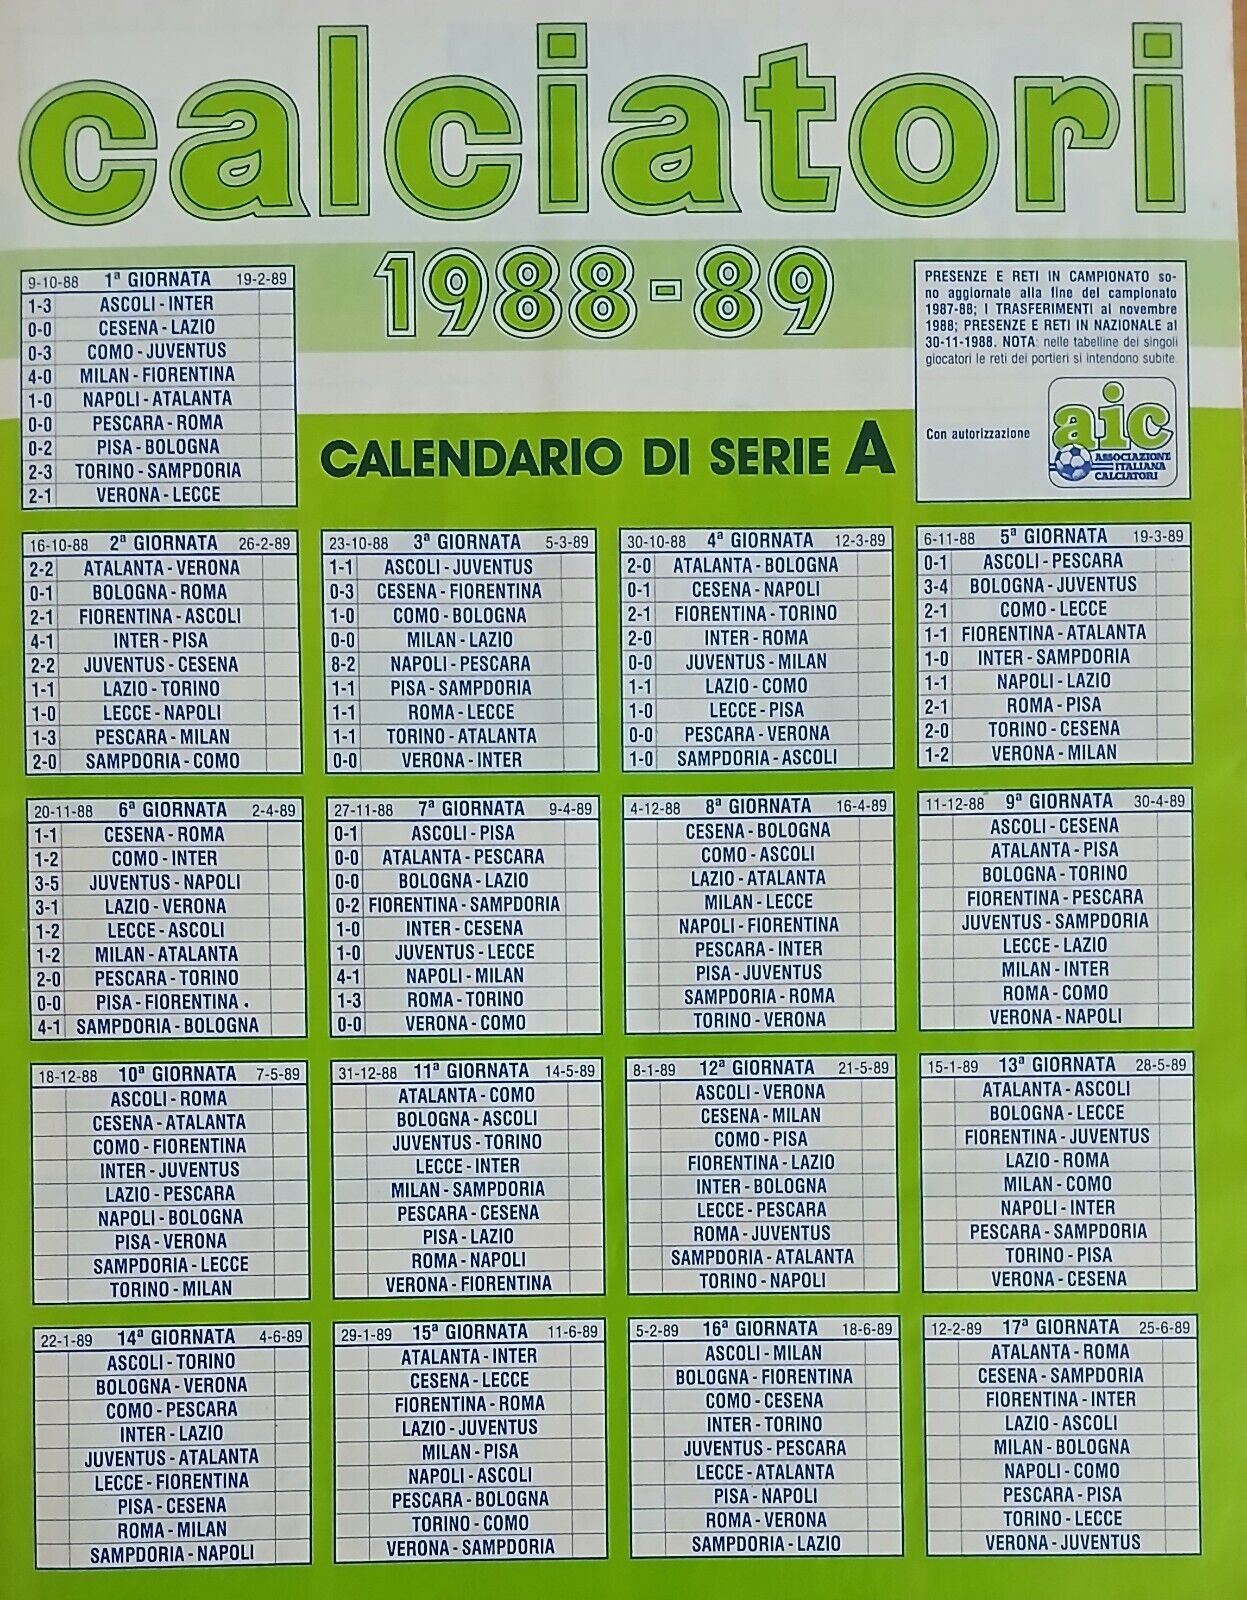 calciatori
1988-89
9-10-88 1ª GIORNATA 19-2-89
1-3 ASCOLI - INTER
0-0 CESENA - LAZIO
0-3 COMO - JUVENTUS
4-0 MILAN - FIORENTINA
1-0 NAPOLI - ATALANTA
0-0 PESCARA - ROMA
0-2 PISA - BOLOGNA
2-3 TORINO - SAMPDORIA
2-1 VERONA - LECCE
PRESENZE E RETI IN CAMPIONATO so-
no aggiornate alla fine del campionato
1987-88; I TRASFERIMENTI al novembre
1988; PRESENZE E RETI IN NAZIONALE al
30-11-1988. NOTA: nelle tabelline dei singoli
giocatori le reti dei portieri si intendono subite.
Con autorizzazione
aic
ASSOCIAZIONE
ITALIANA
CALCIATORI
CALENDARIO DI SERIE A
16-10-88 2ª GIORNATA 26-2-89
2-2 ATALANTA - VERONA
0-1 BOLOGNA - ROMA
2-1 FIORENTINA - ASCOLI
4-1 INTER - PISA
2-2 JUVENTUS - CESENA
1-1 LAZIO - TORINO
1-0 LECCE - NAPOLI
1-3 PESCARA - MILAN
2-0 SAMPDORIA - COMO
23-10-88 3ª GIORNATA 5-3-89
1-1 ASCOLI - JUVENTUS
0-3 CESENA - FIORENTINA
1-0 COMO - BOLOGNA
0-0 MILAN - LAZIO
8-2 NAPOLI - PESCARA
1-1 PISA - SAMPDORIA
1-1 ROMA - LECCE
1-1 TORINO - ATALANTA
0-0 VERONA - INTER
30-10-88 4ª GIORNATA 12-3-89
2-0 ATALANTA - BOLOGNA
0-1 CESENA - NAPOLI
2-1 FIORENTINA - TORINO
2-0 INTER - ROMA
0-0 JUVENTUS - MILAN
1-1 LAZIO - COMO
1-0 LECCE - PISA
0-0 PESCARA - VERONA
1-0 SAMPDORIA - ASCOLI
6-11-88 5ª GIORNATA 19-3-89
0-1 ASCOLI - PESCARA
3-4 BOLOGNA - JUVENTUS
2-1 COMO - LECCE
1-1 FIORENTINA - ATALANTA
1-0 INTER - SAMPDORIA
1-1 NAPOLI - LAZIO
2-1 ROMA - PISA
2-0 TORINO - CESENA
1-2 VERONA - MILAN
20-11-88 6ª GIORNATA 2-4-89
1-1 CESENA - ROMA
1-2 COMO - INTER
3-5 JUVENTUS - NAPOLI
3-1 LAZIO - VERONA
1-2 LECCE - ASCOLI
1-2 MILAN - ATALANTA
2-0 PESCARA - TORINO
0-0 PISA - FIORENTINA
4-1 SAMPDORIA - BOLOGNA
27-11-88 7ª GIORNATA 9-4-89
0-1 ASCOLI - PISA
0-0 ATALANTA - PESCARA
0-0 BOLOGNA - LAZIO
0-2 FIORENTINA - SAMPDORIA
1-0 INTER - CESENA
1-0 JUVENTUS - LECCE
4-1 NAPOLI - MILAN
1-3 ROMA - TORINO
0-0 VERONA - COMO
4-12-88 8ª GIORNATA 16-4-89
CESENA - BOLOGNA
COMO - ASCOLI
LAZIO - ATALANTA
MILAN - LECCE
NAPOLI - FIORENTINA
PESCARA - INTER
PISA - JUVENTUS
SAMPDORIA - ROMA
TORINO - VERONA
11-12-88 9ª GIORNATA 30-4-89
ASCOLI - CESENA
ATALANTA - PISA
BOLOGNA - TORINO
FIORENTINA - PESCARA
JUVENTUS - SAMPDORIA
LECCE - LAZIO
MILAN - INTER
ROMA - COMO
VERONA - NAPOLI
18-12-88 10ª GIORNATA 7-5-89
ASCOLI - ROMA
CESENA - ATALANTA
COMO - FIORENTINA
INTER - JUVENTUS
LAZIO - PESCARA
NAPOLI - BOLOGNA
PISA - VERONA
SAMPDORIA - LECCE
TORINO - MILAN
31-12-88 11ª GIORNATA 14-5-89
ATALANTA - COMO
BOLOGNA - ASCOLI
JUVENTUS - TORINO
LECCE - INTER
MILAN - SAMPDORIA
PESCARA - CESENA
PISA - LAZIO
ROMA - NAPOLI
VERONA - FIORENTINA
8-1-89 12ª GIORNATA 21-5-89
ASCOLI - VERONA
CESENA - MILAN
COMO - PISA
FIORENTINA - LAZIO
INTER - BOLOGNA
LECCE - PESCARA
ROMA - JUVENTUS
SAMPDORIA - ATALANTA
TORINO - NAPOLI
15-1-89 13ª GIORNATA 28-5-89
ATALANTA - ASCOLI
BOLOGNA - LECCE
FIORENTINA - JUVENTUS
LAZIO - ROMA
MILAN - COMO
NAPOLI - INTER
PESCARA - SAMPDORIA
TORINO - PISA
VERONA - CESENA
22-1-89 14ª GIORNATA 4-6-89
ASCOLI - TORINO
BOLOGNA - VERONA
COMO - PESCARA
INTER - LAZIO
JUVENTUS - ATALANTA
LECCE - FIORENTINA
PISA - CESENA
ROMA - MILAN
SAMPDORIA - NAPOLI
29-1-89 15ª GIORNATA 11-6-89
ATALANTA - INTER
CESENA - LECCE
FIORENTINA - ROMA
LAZIO - JUVENTUS
MILAN - PISA
NAPOLI - ASCOLI
PESCARA - BOLOGNA
TORINO - COMO
VERONA - SAMPDORIA
5-2-89 16ª GIORNATA 18-6-89
ASCOLI - MILAN
BOLOGNA - FIORENTINA
COMO - CESENA
INTER - TORINO
JUVENTUS - PESCARA
LECCE - ATALANTA
PISA - NAPOLI
ROMA - VERONA
SAMPDORIA - LAZIO
12-2-89 17ª GIORNATA 25-6-89
ATALANTA - ROMA
CESENA - SAMPDORIA
FIORENTINA - INTER
LAZIO - ASCOLI
MILAN - BOLOGNA
NAPOLI - COMO
PESCARA - PISA
TORINO - LECCE
VERONA - JUVENTUS